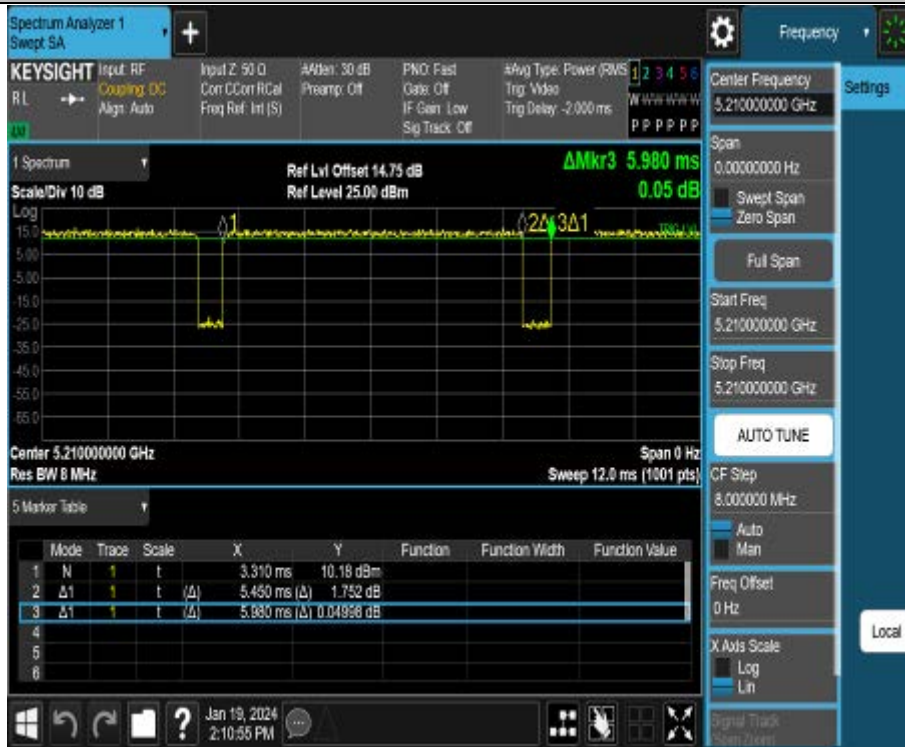 Spectrum Analyzer 1
Swept SA
Frequency
KEYSIGHT
RL
Input: RF
Coupling: DC
Align: Auto
Input Z: 50 Ω
Corr CCorr RCal
Freq Ref: Int (S)
#Atten: 30 dB
Preamp: Off
PNO: Fast
Gate: Off
IF Gain: Low
Sig Track: Off
#Avg Type: Power (RMS
Trig: Video
Trig Delay: -2.000 ms
1 2 3 4 5 6
W W W W W W
P P P P P P
Center Frequency
5.210000000 GHz
Settings
Span
0.00000000 Hz
Swept Span
Zero Span
Full Span
Start Freq
5.210000000 GHz
Stop Freq
5.210000000 GHz
AUTO TUNE
CF Step
8.000000 MHz
Auto
Man
Freq Offset
0 Hz
X Axis Scale
Log
Lin
Signal Track
(Span Zoom)
Local
1 Spectrum
Scale/Div 10 dB
Ref Lvl Offset 14.75 dB
Ref Level 25.00 dBm
ΔMkr3 5.980 ms
0.05 dB
Log
15.0
5.00
-5.00
-15.0
-25.0
-35.0
-45.0
-55.0
-65.0
1
2Δ1
3Δ1
Center 5.210000000 GHz
Res BW 8 MHz
Span 0 Hz
Sweep 12.0 ms (1001 pts)
5 Marker Table
Mode Trace Scale X Y Function Function Width Function Value
1 N 1 t 3.310 ms 10.18 dBm
2 Δ1 1 t (Δ) 5.450 ms (Δ) 1.752 dB
3 Δ1 1 t (Δ) 5.980 ms (Δ) 0.04998 dB
4
5
6
?
Jan 19, 2024
2:10:55 PM